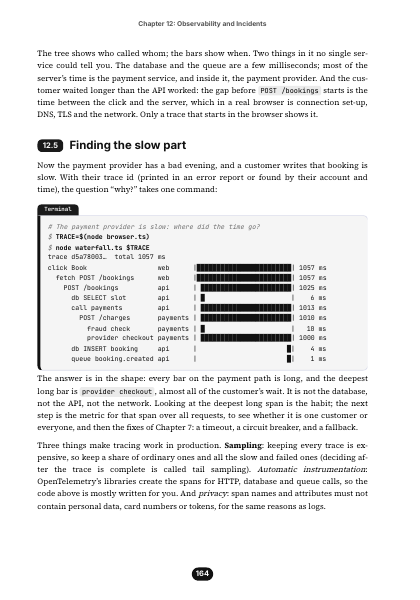 Chapter 12: Observability and Incidents
The tree shows who called whom; the bars show when. Two things in it no single ser-
vice could tell you. The database and the queue are a few milliseconds; most of the
server's time is the payment service, and inside it, the payment provider. And the cus-
tomer waited longer than the API worked: the gap before POST /bookings starts is the
time between the click and the server, which in a real browser is connection set-up,
DNS, TLS and the network. Only a trace that starts in the browser shows it.
12.5 Finding the slow part
Now the payment provider has a bad evening, and a customer writes that booking is
slow. With their trace id (printed in an error report or found by their account and
time), the question "why?" takes one command:
Terminal
# The payment provider is slow: where did the time go?
$ TRACE=$(node browser.ts)
$ node waterfall.ts $TRACE
trace d5a78003… total 1057 ms
click Book web | | 1057 ms
fetch POST /bookings web | | 1057 ms
POST /bookings api | | 1025 ms
db SELECT slot api | | 6 ms
call payments api | | 1013 ms
POST /charges payments | | 1010 ms
fraud check payments | | 10 ms
provider checkout payments | | 1000 ms
db INSERT booking api | | 4 ms
queue booking.created api | | 1 ms
The answer is in the shape: every bar on the payment path is long, and the deepest
long bar is provider checkout, almost all of the customer's wait. It is not the database,
not the API, not the network. Looking at the deepest long span is the habit; the next
step is the metric for that span over all requests, to see whether it is one customer or
everyone, and then the fixes of Chapter 7: a timeout, a circuit breaker, and a fallback.
Three things make tracing work in production. Sampling: keeping every trace is ex-
pensive, so keep a share of ordinary ones and all the slow and failed ones (deciding af-
ter the trace is complete is called tail sampling). Automatic instrumentation:
OpenTelemetry's libraries create the spans for HTTP, database and queue calls, so the
code above is mostly written for you. And privacy: span names and attributes must not
contain personal data, card numbers or tokens, for the same reasons as logs.
164